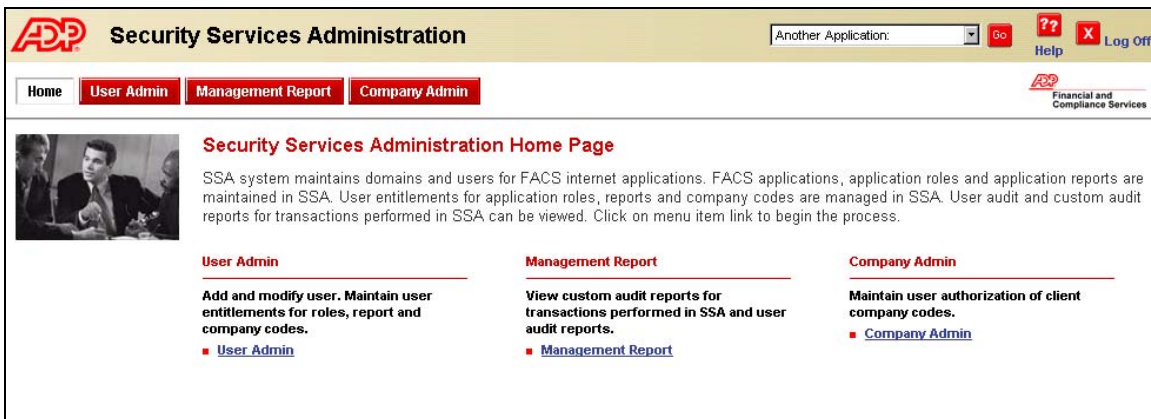 ADP Security Services Administration
Another Application: Go
?? Help
X Log Off
Home User Admin Management Report Company Admin
ADP
Financial and
Compliance Services
Security Services Administration Home Page
SSA system maintains domains and users for FACS internet applications. FACS applications, application roles and application reports are
maintained in SSA. User entitlements for application roles, reports and company codes are managed in SSA. User audit and custom audit
reports for transactions performed in SSA can be viewed. Click on menu item link to begin the process.
User Admin
Add and modify user. Maintain user
entitlements for roles, report and
company codes.
User Admin
Management Report
View custom audit reports for
transactions performed in SSA and user
audit reports.
Management Report
Company Admin
Maintain user authorization of client
company codes.
Company Admin